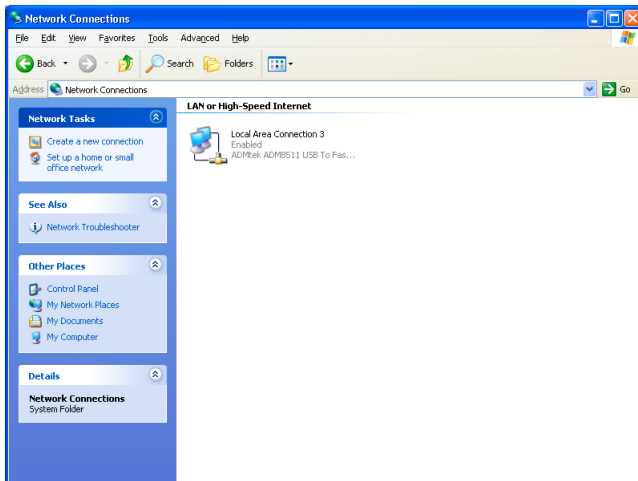 Network Connections
File Edit View Favorites Tools Advanced Help
Back Search Folders
Address Network Connections Go
Network Tasks
Create a new connection
Set up a home or small
office network
See Also
Network Troubleshooter
Other Places
Control Panel
My Network Places
My Documents
My Computer
Details
Network Connections
System Folder
LAN or High-Speed Internet
Local Area Connection 3
Enabled
ADMtek ADM8511 USB To Fas...